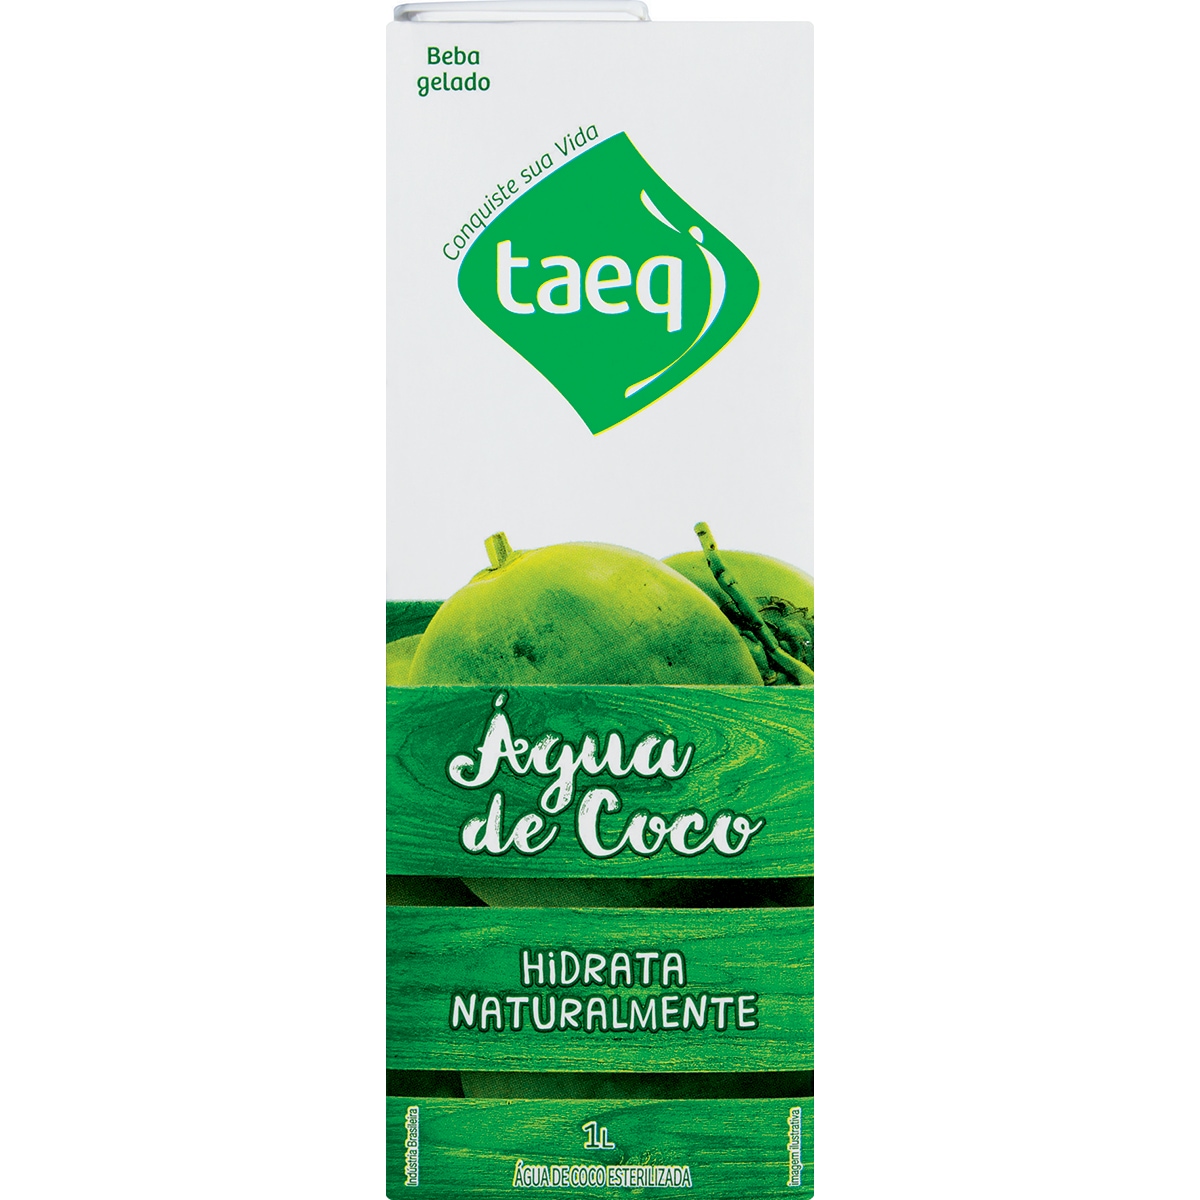 Beba
gelado
Conquiste sua Vida
taeq
Água
de Coco
HiDRATA
NATURALMENTE
1L
ÁGUA DE COCO ESTERILIZADA
Indústria Brasileira
Imagem ilustrativa